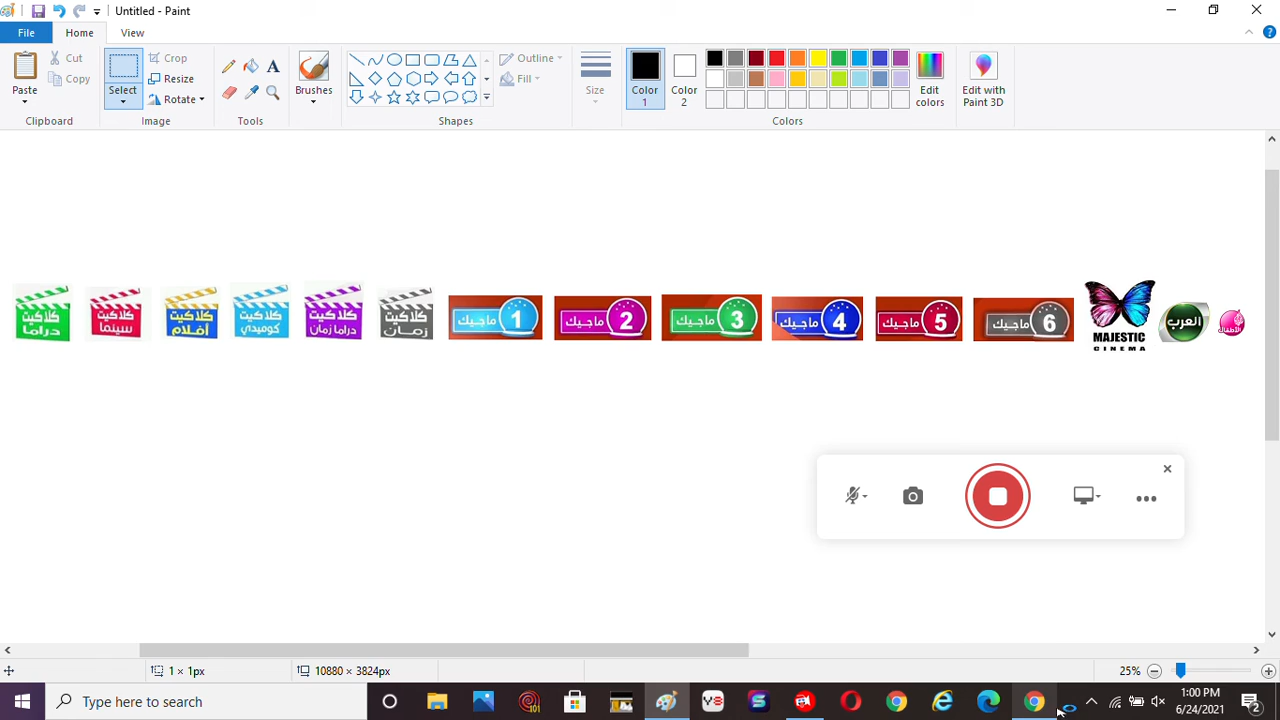 Untitled - Paint
File
Home
View
Paste
Cut
Copy
Clipboard
Select
Crop
Resize
Rotate
Image
Tools
Brushes
Shapes
Outline
Fill
Size
Color 1
Color 2
Colors
Edit colors
Edit with Paint 3D
كلاكيت
دراما
كلاكيت
سينما
كلاكيت
أفلام
كلاكيت
كوميدي
كلاكيت
دراما زمان
كلاكيت
زمان
ماجيك 1
ماجيك 2
ماجيك 3
ماجيك 4
ماجيك 5
ماجيك 6
MAJESTIC
CINEMA
العرب
الأطفال
1 × 1px
10880 × 3824px
25%
Type here to search
101
1:00 PM
6/24/2021
2